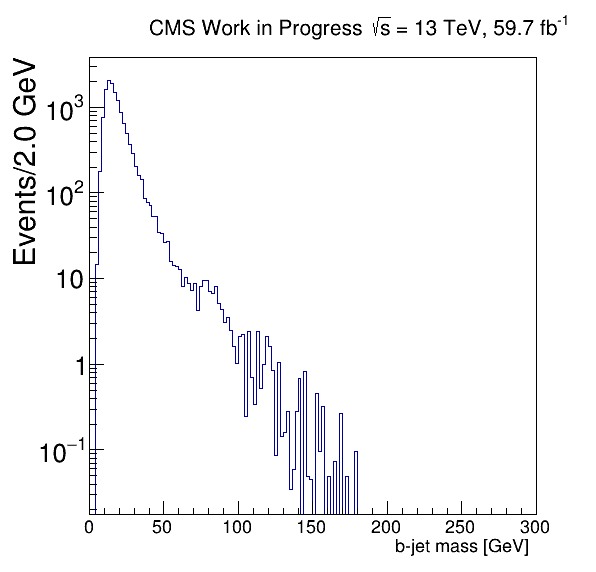 CMS Work in Progress √s = 13 TeV, 59.7 fb⁻¹
Events/2.0 GeV
10³
10²
10
1
10⁻¹
0 50 100 150 200 250 300
b-jet mass [GeV]